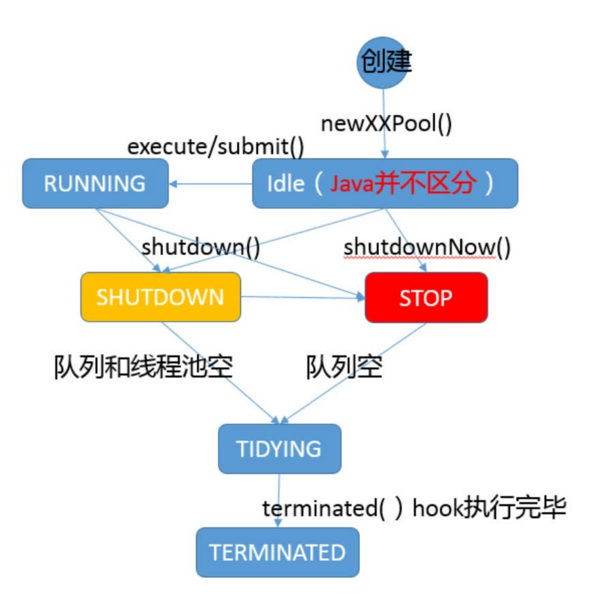 创建
newXXPool()
execute/submit()
RUNNING
Idle（Java并不区分）
shutdown()
shutdownNow()
SHUTDOWN
STOP
队列和线程池空
队列空
TIDYING
terminated(）hook执行完毕
TERMINATED